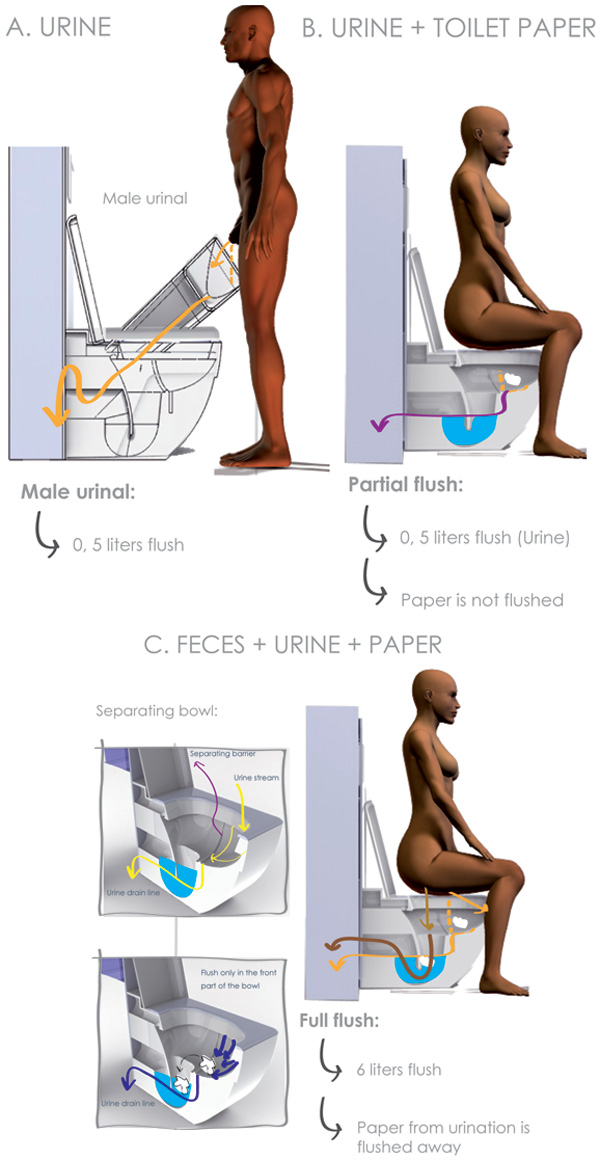 A. URINE
B. URINE + TOILET PAPER
Male urinal
Male urinal:
0, 5 liters flush
Partial flush:
0, 5 liters flush (Urine)
Paper is not flushed
C. FECES + URINE + PAPER
Separating bowl:
Separating barrier
Urine stream
Urine drain line
Flush only in the front
part of the bowl
Urine drain line
Full flush:
6 liters flush
Paper from urination is
flushed away